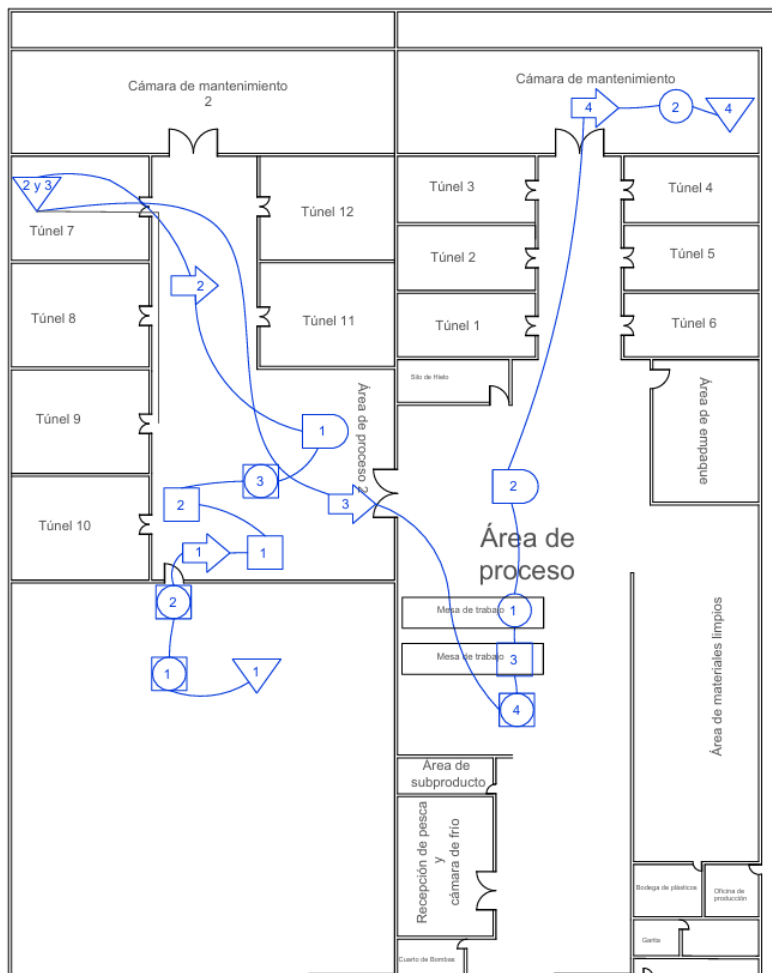 Cámara de mantenimiento
2
Cámara de mantenimiento
4
2
4
2 y 3
Túnel 7
Túnel 12
Túnel 3
Túnel 4
Túnel 2
Túnel 5
2
Túnel 8
Túnel 11
Túnel 1
Túnel 6
Silo de Hielo
Túnel 9
1
Área de proceso 2
Área de empaque
3
2
2
3
Túnel 10
1
1
Área de
proceso
2
Mesa de trabajo
1
Mesa de trabajo
3
1
1
4
Área de materiales limpios
Área de
subproducto
Recepción de pesca
y
cámara de frio
Bodega de plásticos
Oficina de
producción
Garita
Cuarto de Bombas